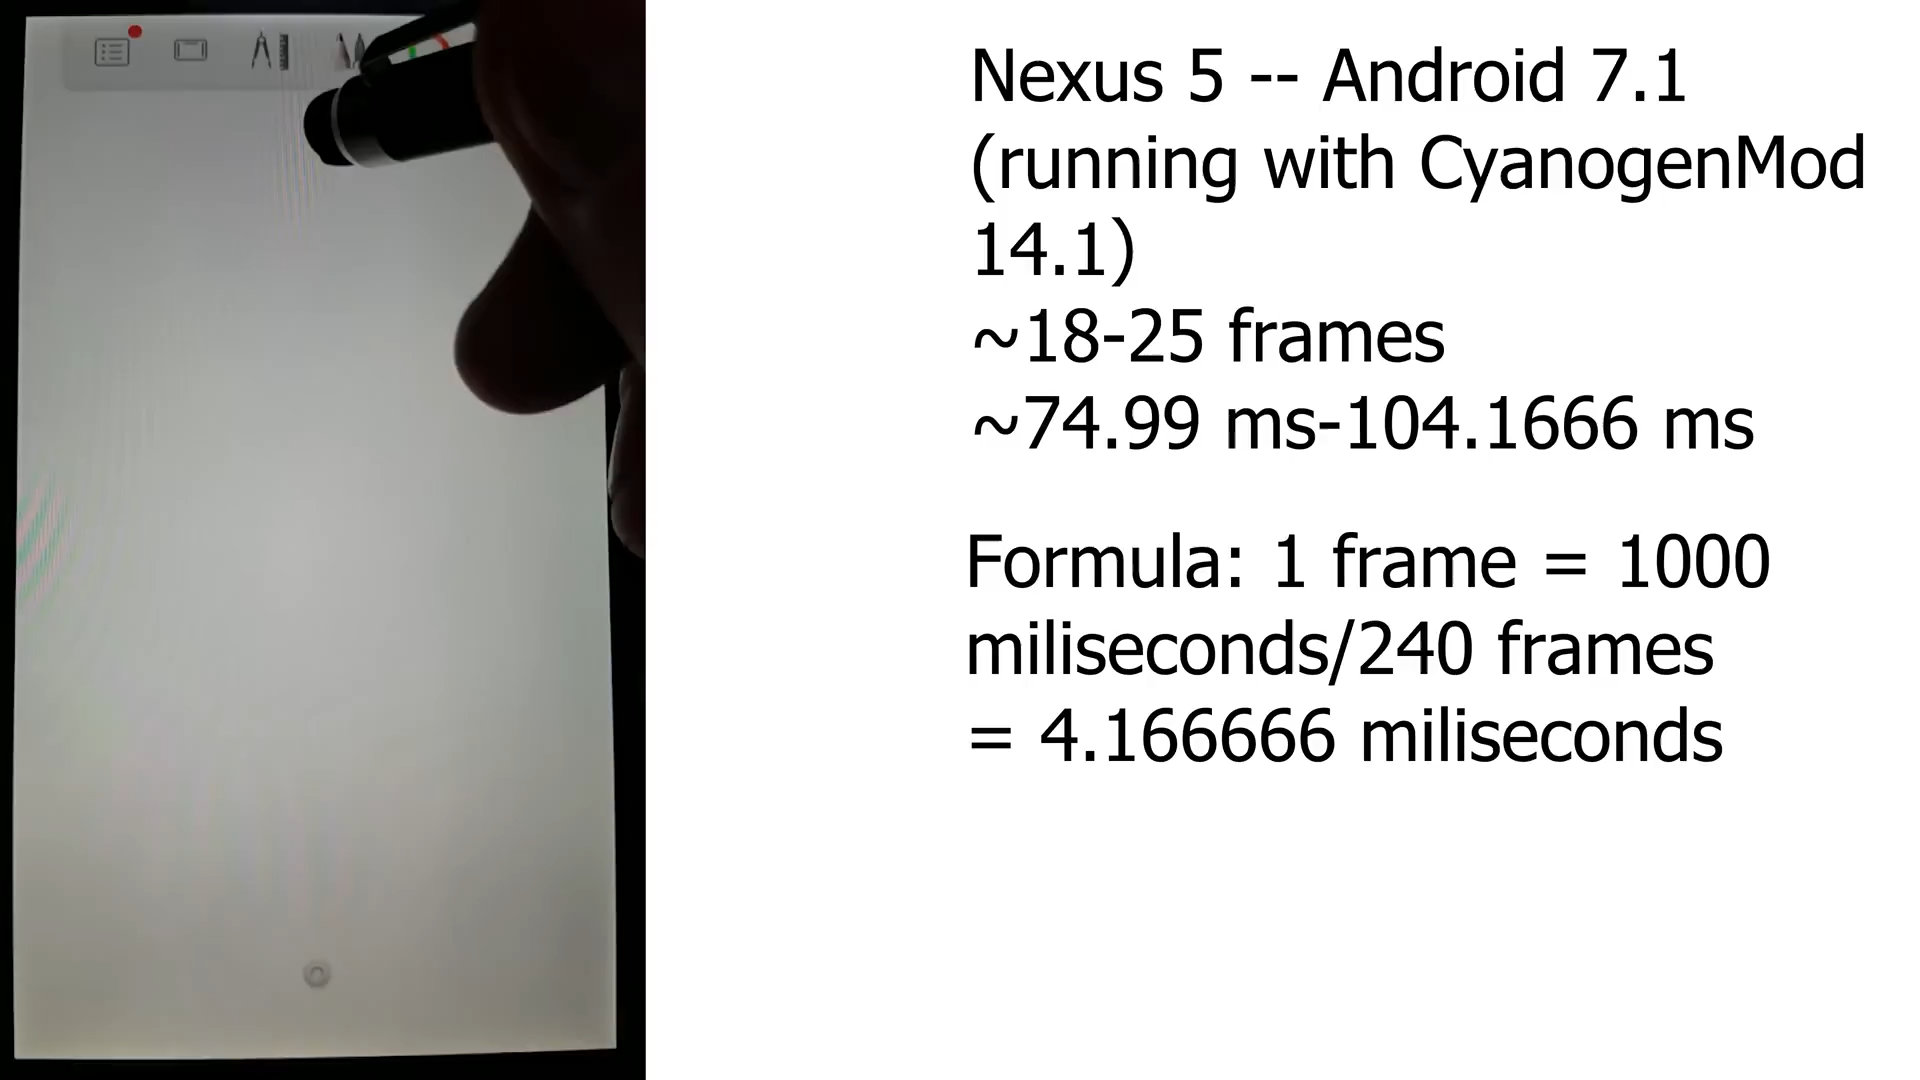 Nexus 5 -- Android 7.1
(running with CyanogenMod
14.1)
~18-25 frames
~74.99 ms-104.1666 ms
Formula: 1 frame = 1000
miliseconds/240 frames
= 4.166666 miliseconds